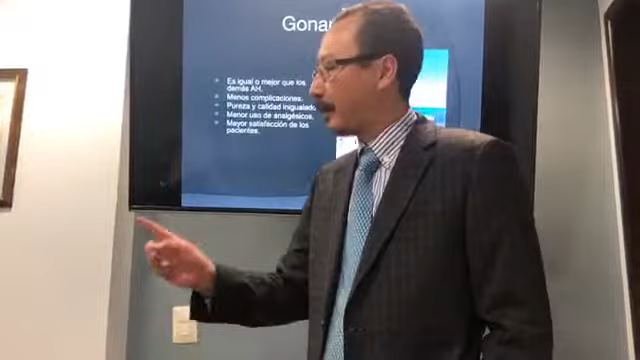 Gonar
Es igual o mejor que los
demás AH.
Menos complicaciones.
Pureza y calidad
Menor uso de analgésicos.
Mayor satisfacción de los
pacientes.